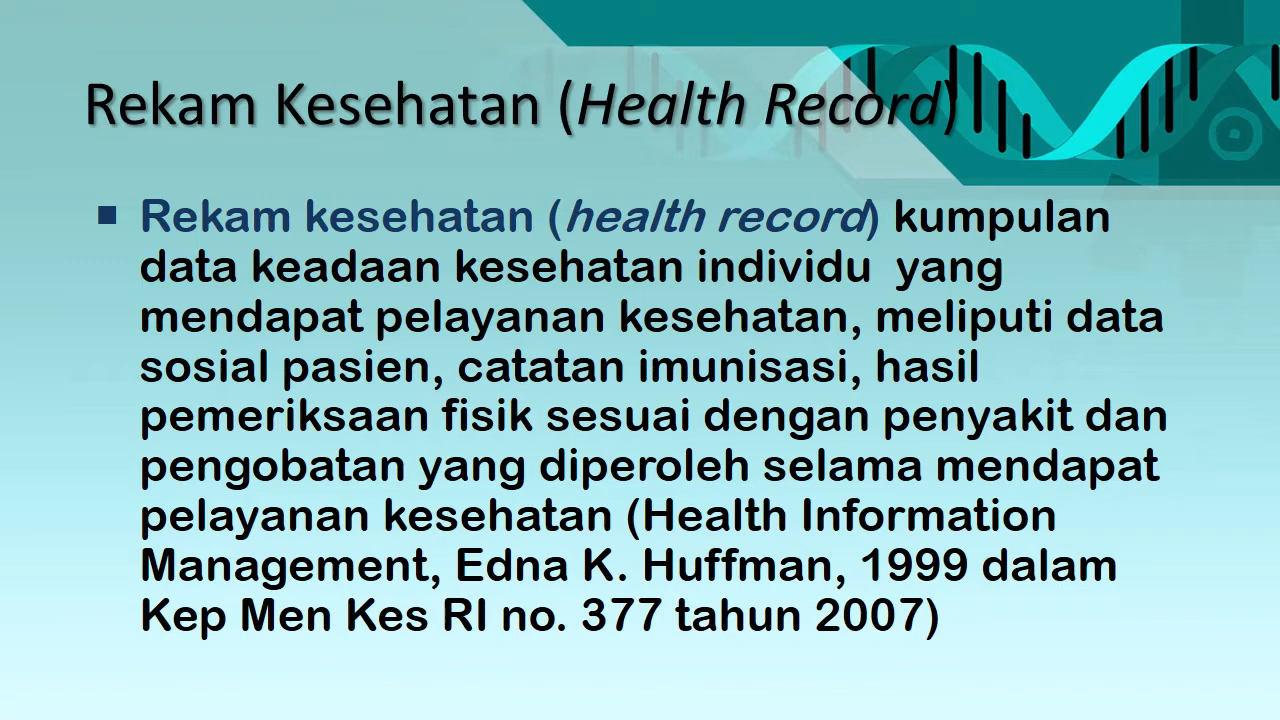 Rekam Kesehatan (Health Record)
Rekam kesehatan (health record) kumpulan
data keadaan kesehatan individu yang
mendapat pelayanan kesehatan, meliputi data
sosial pasien, catatan imunisasi, hasil
pemeriksaan fisik sesuai dengan penyakit dan
pengobatan yang diperoleh selama mendapat
pelayanan kesehatan (Health Information
Management, Edna K. Huffman, 1999 dalam
Kep Men Kes RI no. 377 tahun 2007)